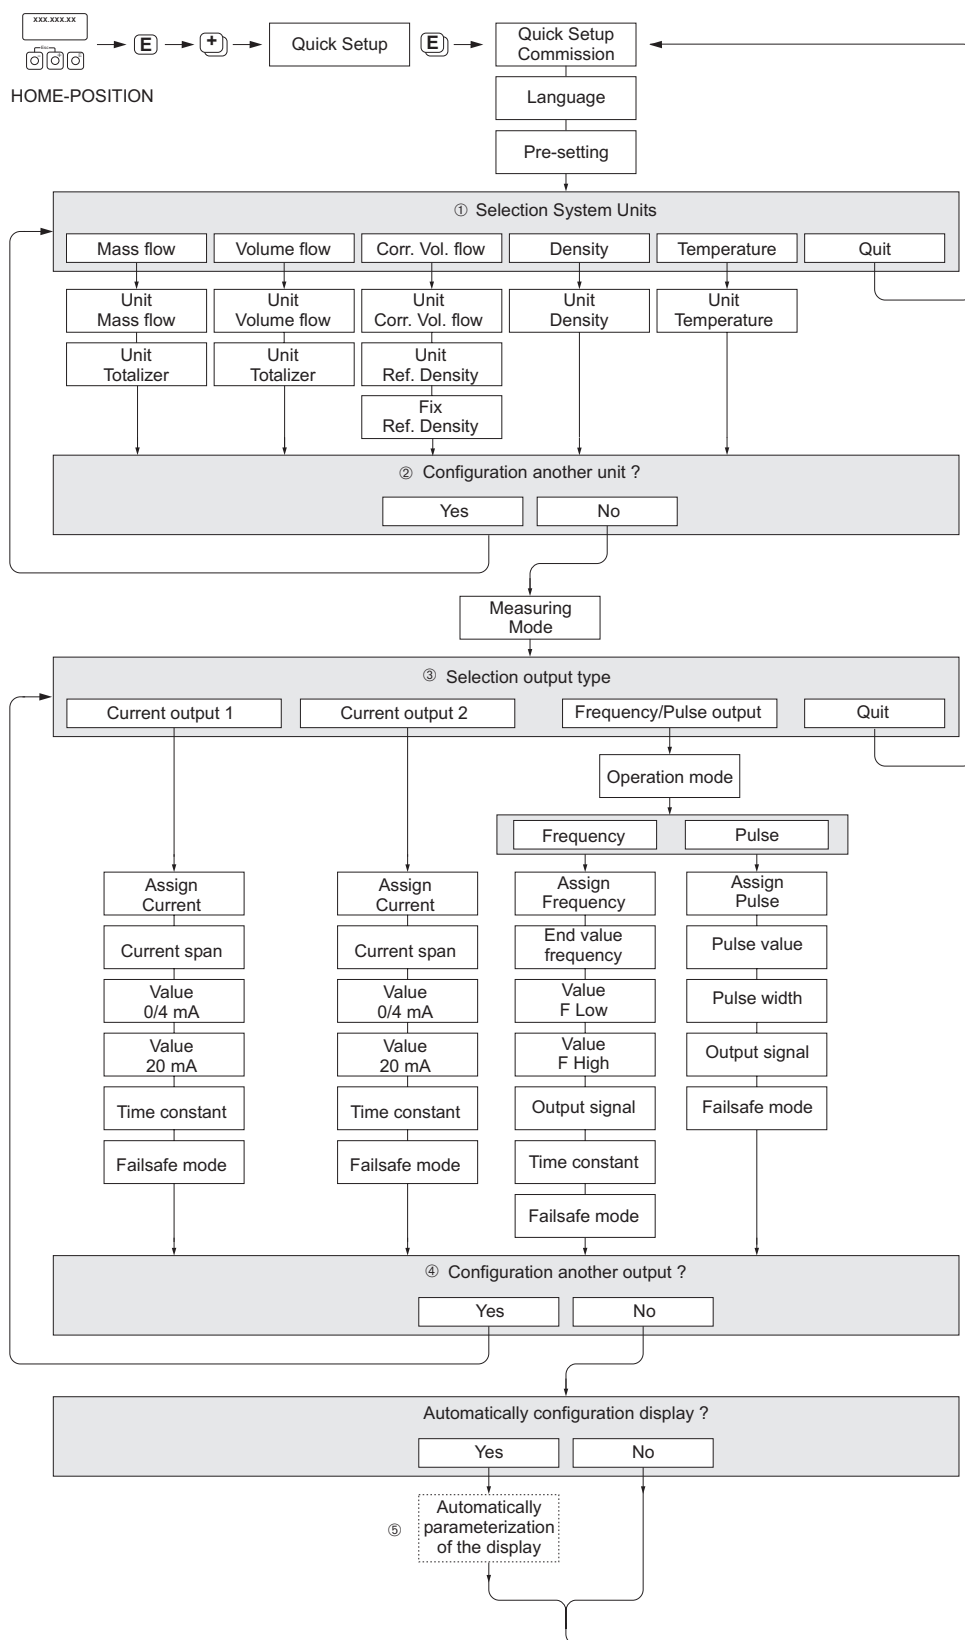 xxx.xxx.xx
Esc
E
+
Quick Setup
E
Quick Setup
Commission
HOME-POSITION
Language
Pre-setting
① Selection System Units
Mass flow
Volume flow
Corr. Vol. flow
Density
Temperature
Quit
Unit
Mass flow
Unit
Volume flow
Unit
Corr. Vol. flow
Unit
Density
Unit
Temperature
Unit
Totalizer
Unit
Totalizer
Unit
Ref. Density
Fix
Ref. Density
② Configuration another unit ?
Yes
No
Measuring
Mode
③ Selection output type
Current output 1
Current output 2
Frequency/Pulse output
Quit
Operation mode
Frequency
Pulse
Assign
Current
Assign
Current
Assign
Frequency
Assign
Pulse
Current span
Current span
End value
frequency
Pulse value
Value
0/4 mA
Value
0/4 mA
Value
F Low
Pulse width
Value
20 mA
Value
20 mA
Value
F High
Output signal
Time constant
Time constant
Output signal
Failsafe mode
Failsafe mode
Failsafe mode
Time constant
Failsafe mode
④ Configuration another output ?
Yes
No
Automatically configuration display ?
Yes
No
⑤
Automatically
parameterization
of the display